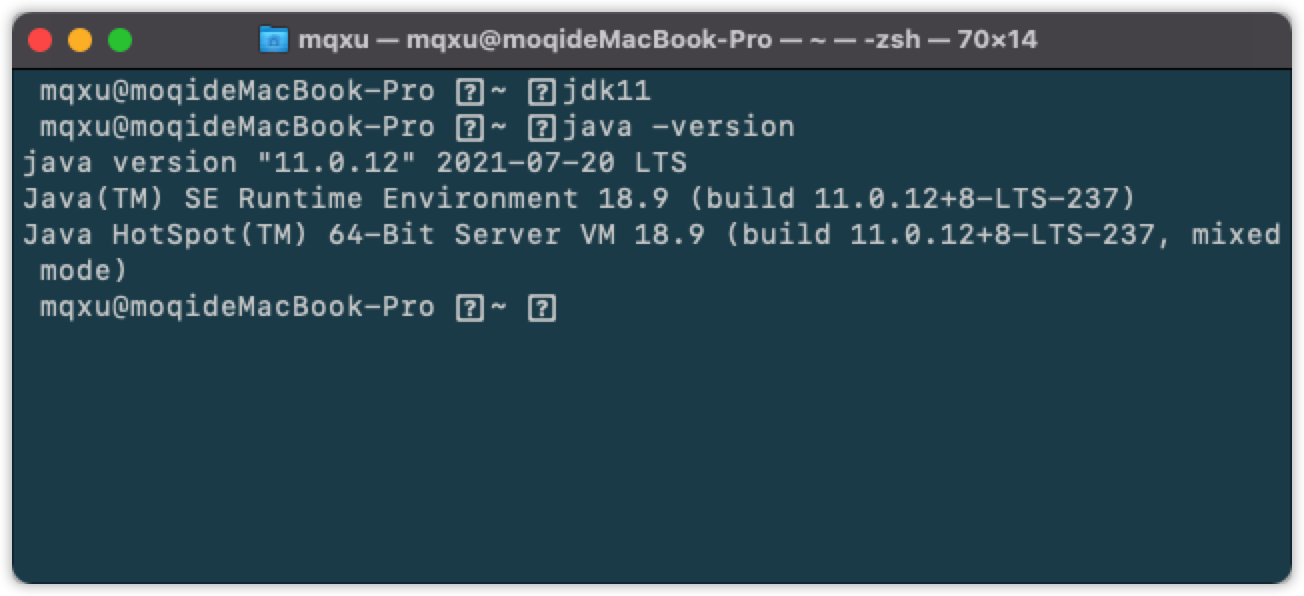 mqxu — mqxu@moqideMacBook-Pro — ~ — -zsh — 70×14
mqxu@moqideMacBook-Pro ⍰~ ⍰jdk11
mqxu@moqideMacBook-Pro ⍰~ ⍰java -version
java version "11.0.12" 2021-07-20 LTS
Java(TM) SE Runtime Environment 18.9 (build 11.0.12+8-LTS-237)
Java HotSpot(TM) 64-Bit Server VM 18.9 (build 11.0.12+8-LTS-237, mixed
mode)
mqxu@moqideMacBook-Pro ⍰~ ⍰